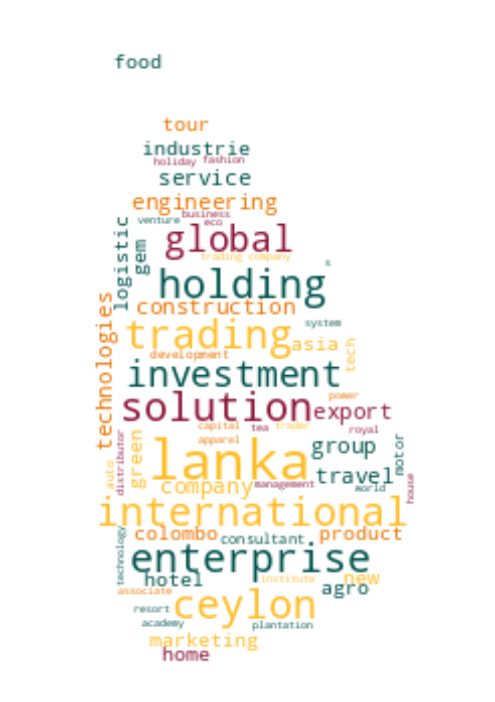 food
tour
industrie
holiday fashion
service
engineering
business
venture eco
logistic
gem
global
trading company
s
holding
technologies
construction
trading
system
asia
tech
development
investment
power
solution
export
capital tea trader
royal
apparel
distributor
auto
green
lanka
group
motor
travel
company
management
world
house
international
technology
colombo
consultant
product
enterprise
hotel
institute
new
associate
agro
resort
ceylon
academy
plantation
marketing
home